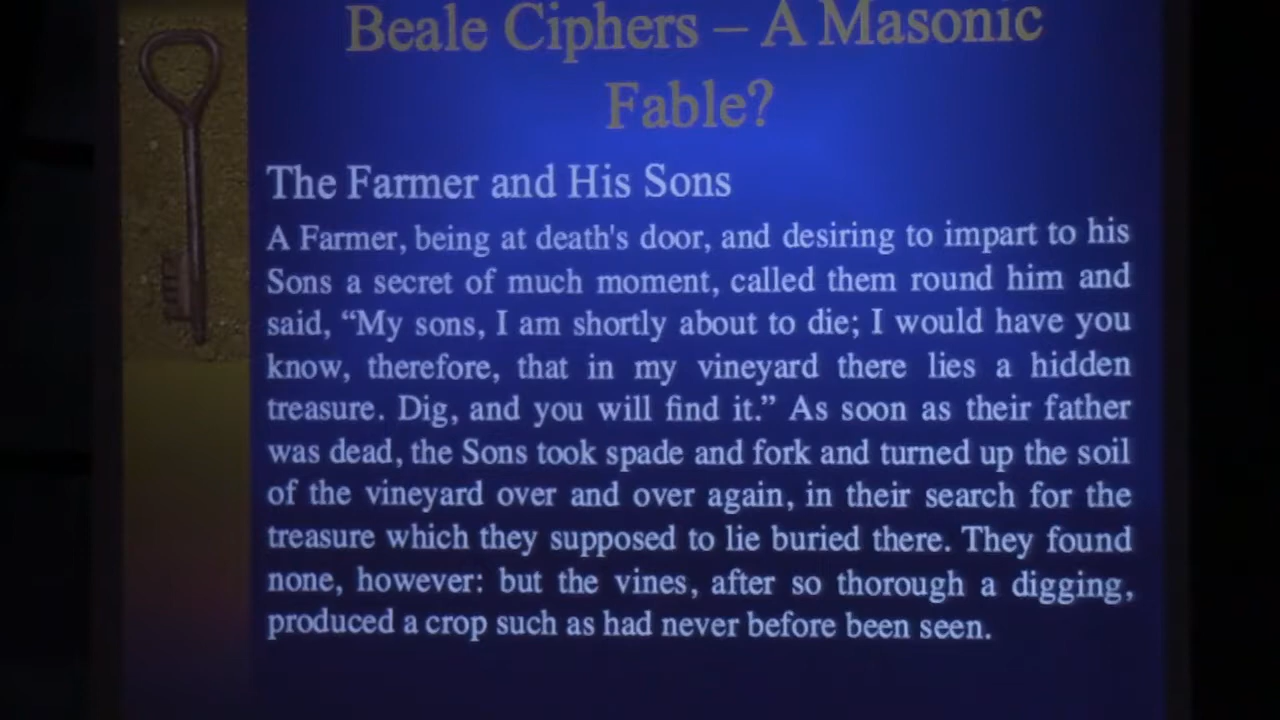 Beale Ciphers – A Masonic
Fable?
The Farmer and His Sons
A Farmer, being at death's door, and desiring to impart to his
Sons a secret of much moment, called them round him and
said, “My sons, I am shortly about to die; I would have you
know, therefore, that in my vineyard there lies a hidden
treasure. Dig, and you will find it.” As soon as their father
was dead, the Sons took spade and fork and turned up the soil
of the vineyard over and over again, in their search for the
treasure which they supposed to lie buried there. They found
none, however: but the vines, after so thorough a digging,
produced a crop such as had never before been seen.